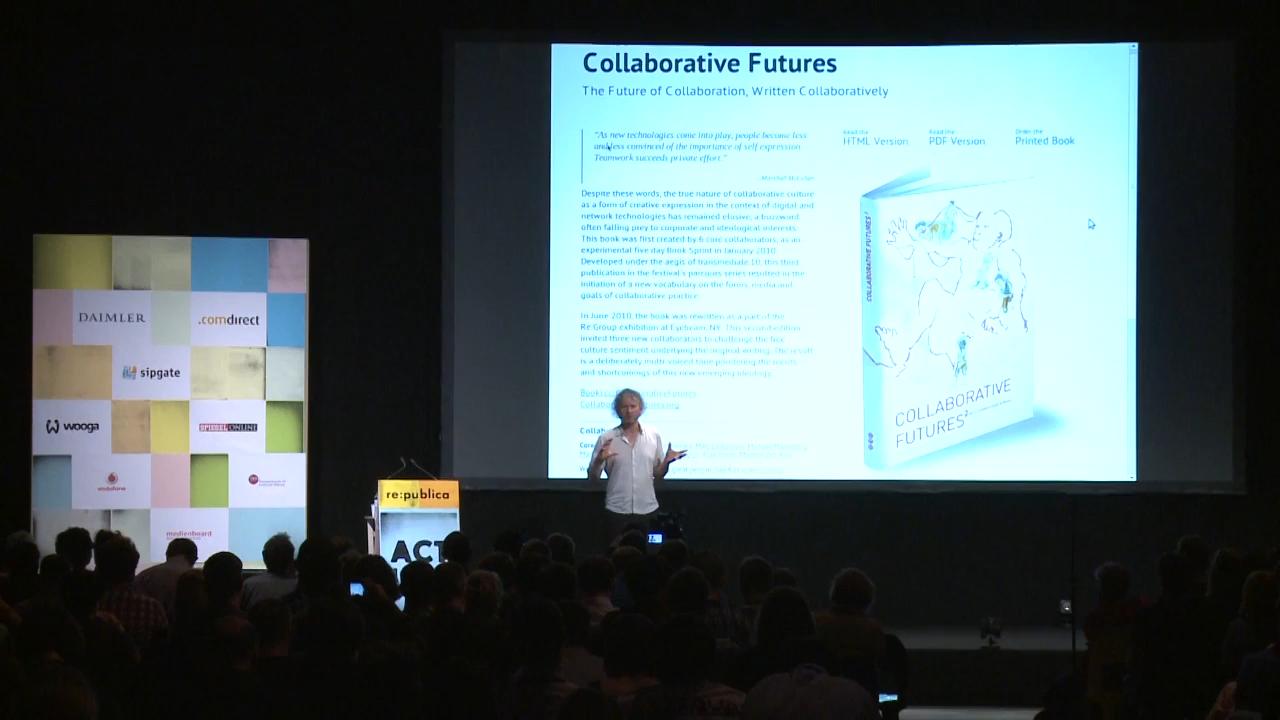 Collaborative Futures
The Future of Collaboration, Written Collaboratively
"As new technologies come into play, people become less
and less convinced of the importance of self expression.
Teamwork succeeds private effort."
Despite these words, the true nature of collaborative culture
as a form of creative expression in the context of digital and
network technologies has remained elusive, a buzzword
often falling prey to corporate and ideological interests.
This book was first created by 6 core collaborators, as an
experimental five day Book Sprint in January 2010.
Developed under the aegis of transmediale.10, this third
publication in the festival's parcours series resulted in the
initiation of a new vocabulary on the forms, media and
goals of collaborative practice.
In June 2010, the book was rewritten as a part of the
Re:Group exhibition at Eyebeam, NY. This second edition
invited three new collaborators to challenge the free
culture sentiment underlying the original writing. The result
is a deliberately multi-voiced tone pondering the merits
and shortcomings of this new emerging ideology.
Read the
HTML Version
Read the
PDF Version
Order the
Printed Book
COLLABORATIVE FUTURES
COLLABORATIVE
FUTURES²
DAIMLER
.comdirect
sipgate
wooga
SPIEGEL ONLINE
vodafone
medienboard
re:publica
ACT